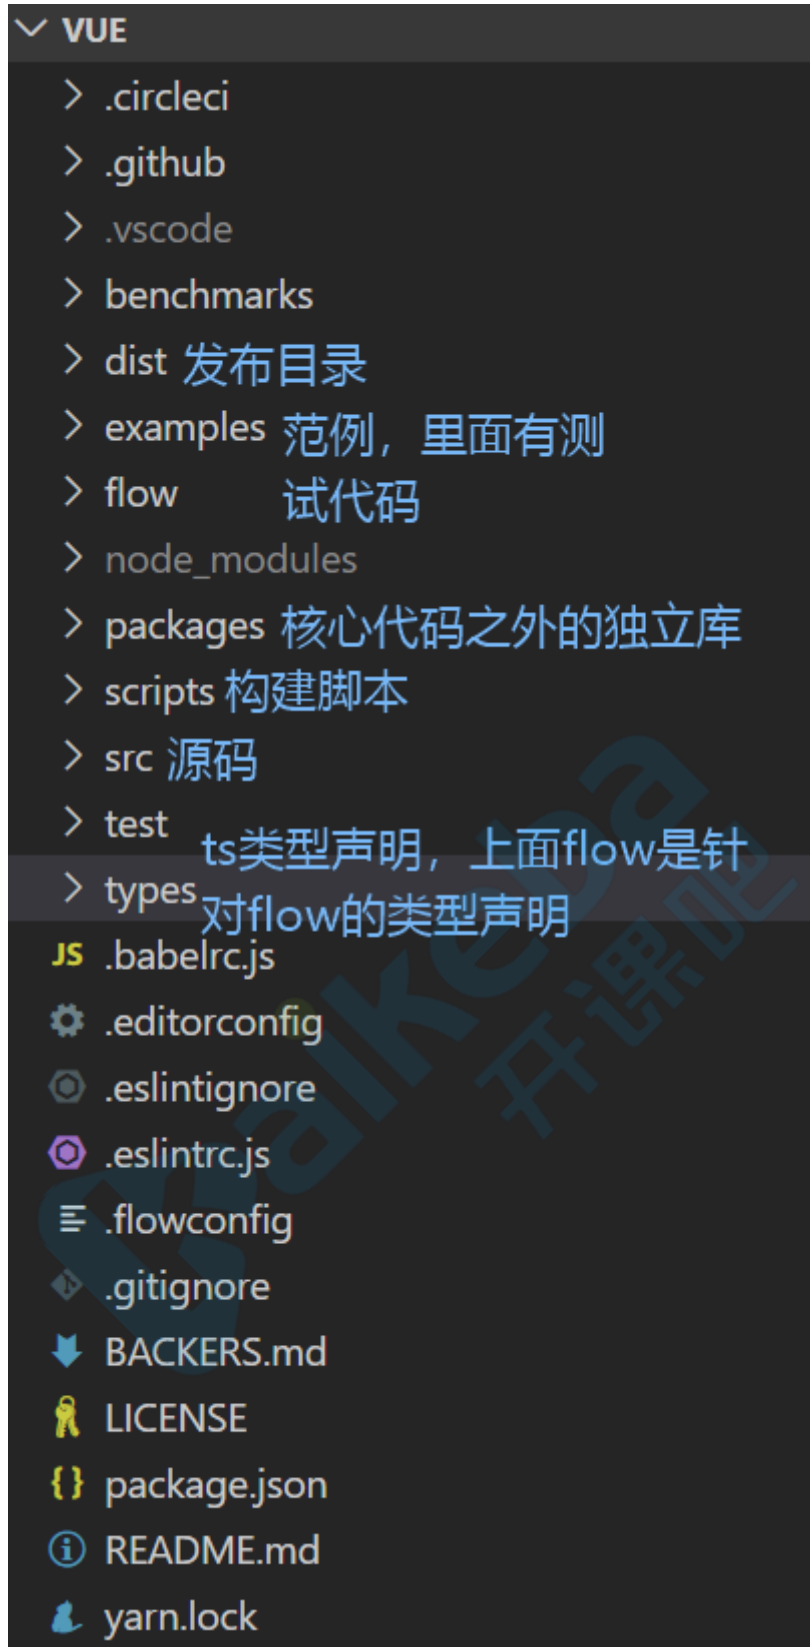 VUE
.circleci
.github
.vscode
benchmarks
dist 发布目录
examples 范例，里面有测
flow 试代码
node_modules
packages 核心代码之外的独立库
scripts 构建脚本
src 源码
test
ts类型声明，上面flow是针
types
对flow的类型声明
JS .babelrc.js
.editorconfig
.eslintignore
.eslintrc.js
.flowconfig
.gitignore
BACKERS.md
LICENSE
{} package.json
README.md
yarn.lock
kaikeba
开课吧